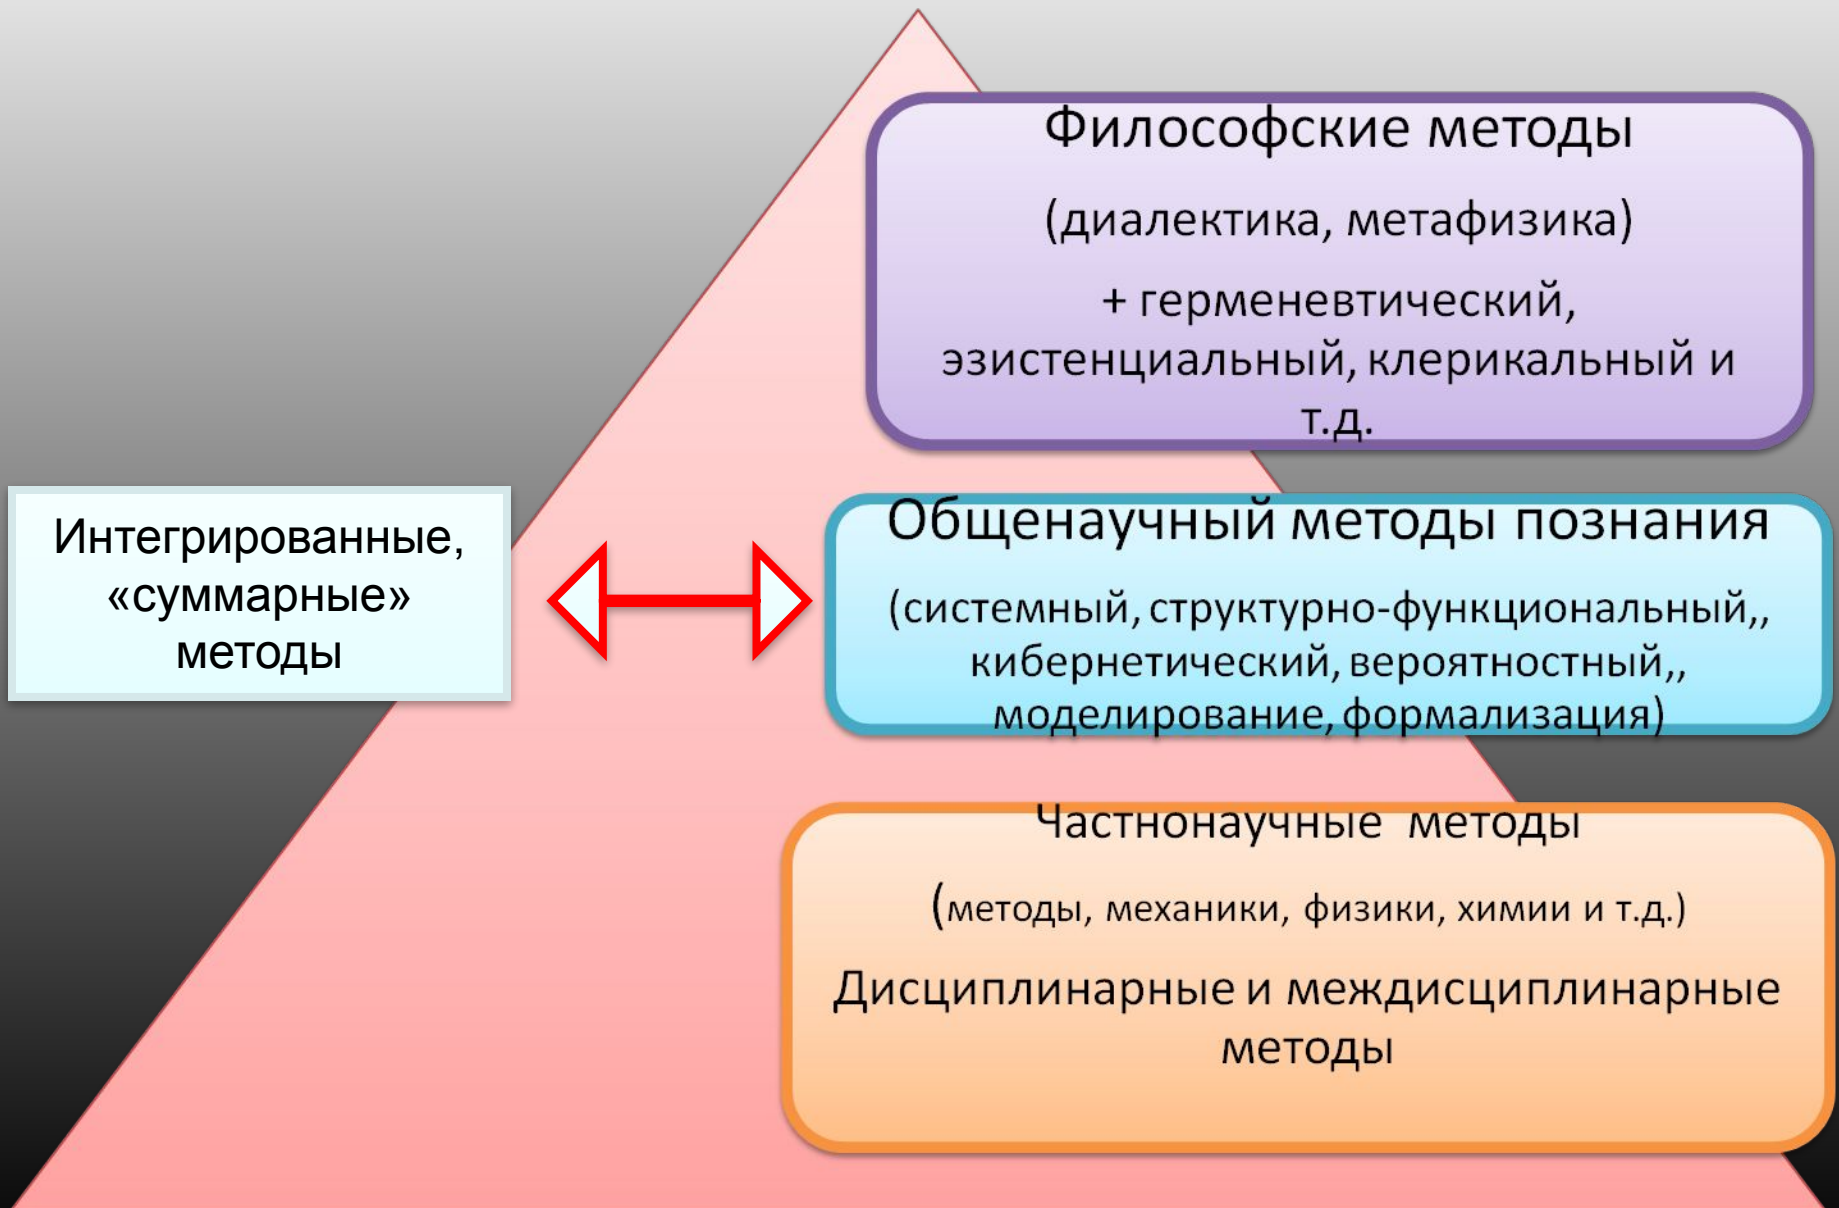 Философские методы
(диалектика, метафизика)
+ герменевтический,
эзистенциальный, клерикальный и
т.д.
Интегрированные,
«суммарные»
методы
Общенаучный методы познания
(системный, структурно-функциональный,,
кибернетический, вероятностный,,
моделирование, формализация)
Частнонаучные методы
(методы, механики, физики, химии и т.д.)
Дисциплинарные и междисциплинарные
методы